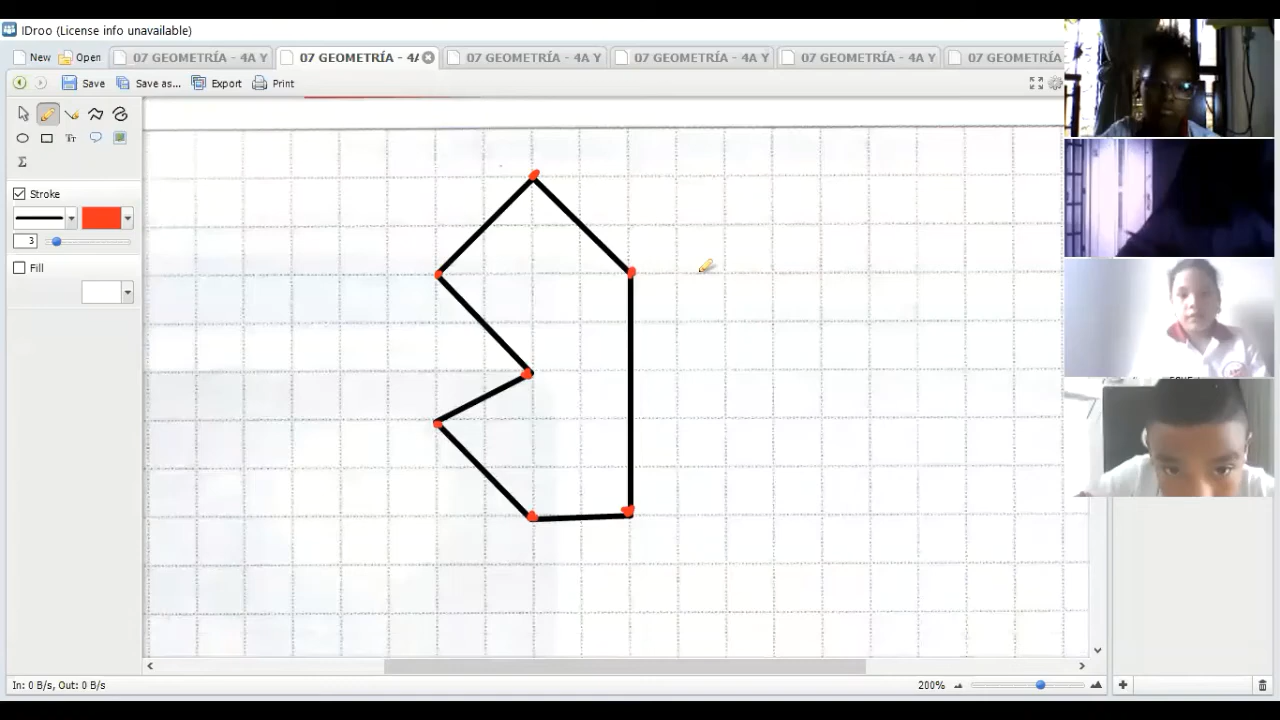 IDroo (License info unavailable)
New Open 07 GEOMETRÍA - 4A Y 07 GEOMETRÍA - 4A 07 GEOMETRÍA - 4A Y 07 GEOMETRÍA - 4A Y 07 GEOMETRÍA - 4A Y 07 GEOMETRÍA
Save Save as... Export Print
Tr
Σ
Stroke
3
Fill
In: 0 B/s, Out: 0 B/s 200%